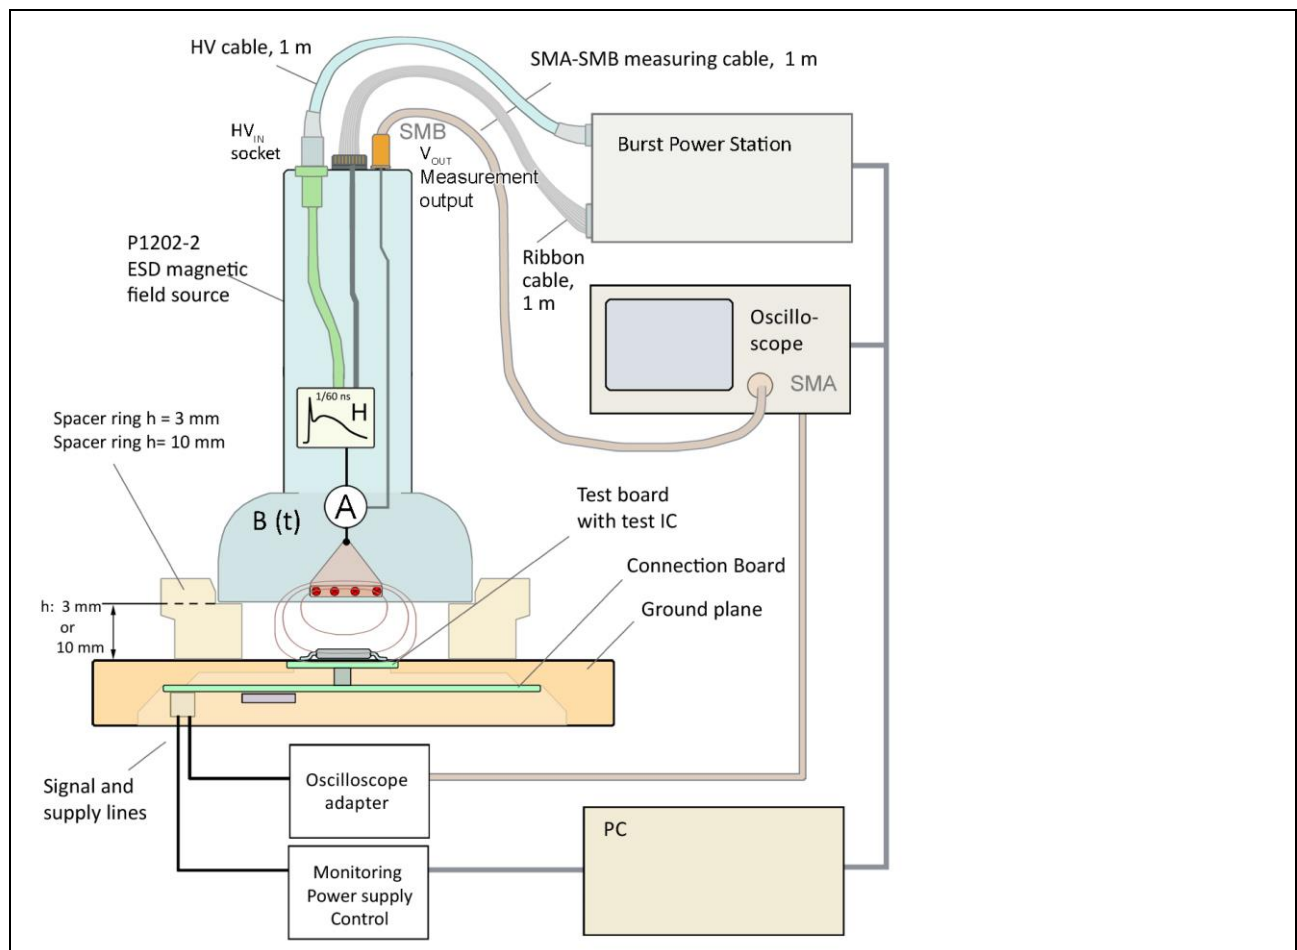 HV cable, 1 m
SMA-SMB measuring cable, 1 m
HVIN
socket
SMB
VOUT
Measurement
output
Burst Power Station
P1202-2
ESD magnetic
field source
Ribbon
cable,
1 m
Oscillo-
scope
SMA
1/60 ns
H
Spacer ring h = 3 mm
Spacer ring h= 10 mm
A
B (t)
Test board
with test IC
Connection Board
Ground plane
h: 3 mm
or
10 mm
Signal and
supply lines
Oscilloscope
adapter
PC
Monitoring
Power supply
Control